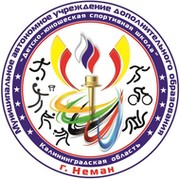 Муниципальное автономное учреждение дополнительного образования
"Детско-юношеская спортивная школа"
Калининградская область
г. Неман